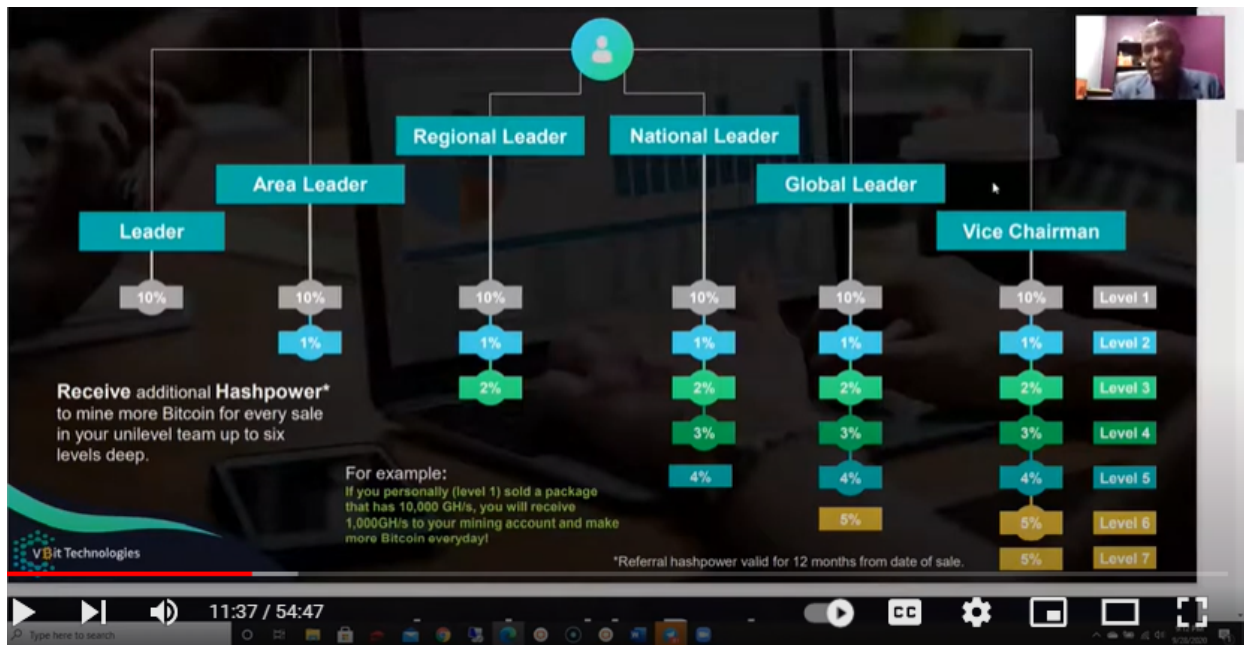 Regional Leader
National Leader
Area Leader
Global Leader
Leader
Vice Chairman
10% 10% 10% 10% 10% 10% Level 1
1% 1% 1% 1% 1% Level 2
2% 2% 2% 2% Level 3
3% 3% 3% Level 4
4% 4% 4% Level 5
5% 5% Level 6
5% Level 7
Receive additional Hashpower*
to mine more Bitcoin for every sale
in your unilevel team up to six
levels deep.
For example:
If you personally (level 1) sold a package
that has 10,000 GH/s, you will receive
1,000GH/s to your mining account and make
more Bitcoin everyday!
VBit Technologies
*Referral hashpower valid for 12 months from date of sale.
11:37 / 54:47
CC
Type here to search
9/28/2020